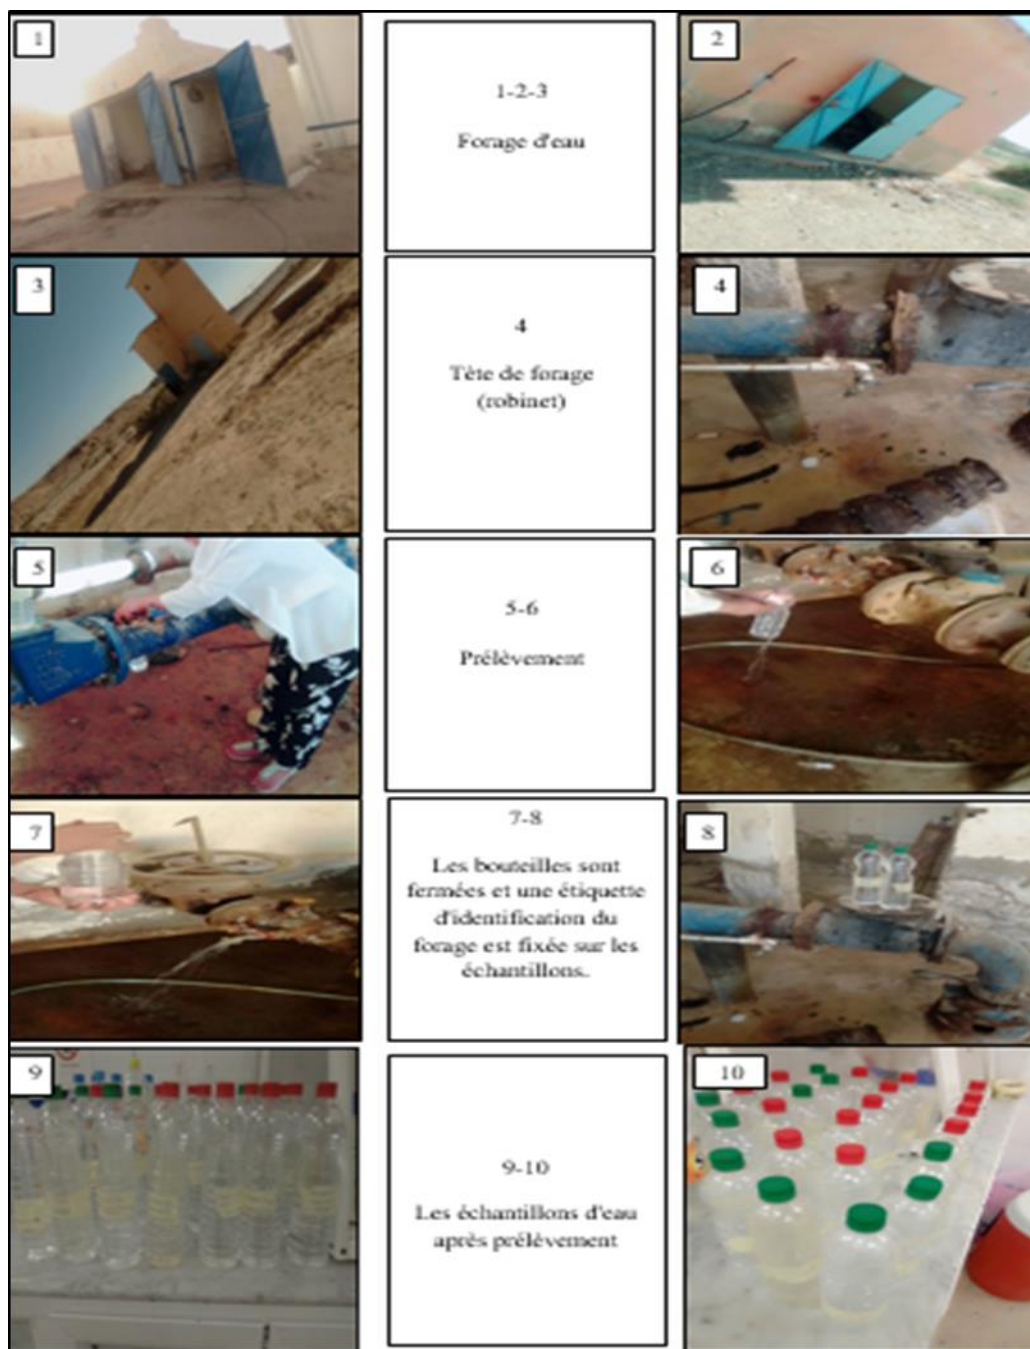 1
1-2-3
Forage d'eau
2
3
4
Tète de forage
(robinet)
4
5
5-6
Prélèvement
6
7
7-8
Les bouteilles sont
fermées et une étiquette
d'identification du
forage est fixée sur les
échantillons.
8
9
9-10
Les échantillons d'eau
après prélèvement
10